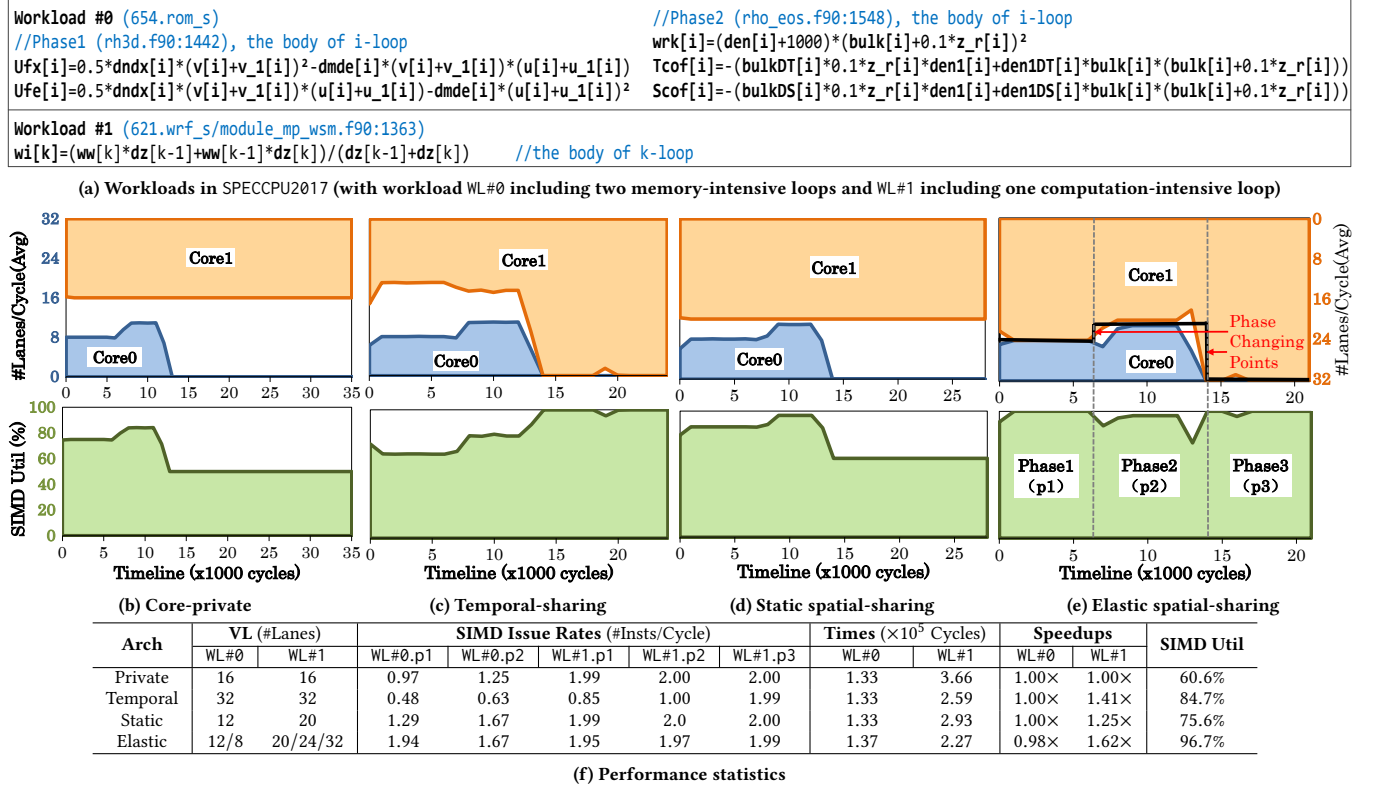 Workload #0 (654.rom_s)
//Phase1 (rh3d.f90:1442), the body of i-loop
Ufx[i]=0.5*dndx[i]*(v[i]+v_1[i])²-dmde[i]*(v[i]+v_1[i])*(u[i]+u_1[i])
Ufe[i]=0.5*dndx[i]*(v[i]+v_1[i])*(u[i]+u_1[i])-dmde[i]*(u[i]+u_1[i])²
//Phase2 (rho_eos.f90:1548), the body of i-loop
wrk[i]=(den[i]+1000)*(bulk[i]+0.1*z_r[i])²
Tcof[i]=-(bulkDT[i]*0.1*z_r[i]*den1[i]+den1DT[i]*bulk[i]*(bulk[i]+0.1*z_r[i]))
Scof[i]=-(bulkDS[i]*0.1*z_r[i]*den1[i]+den1DS[i]*bulk[i]*(bulk[i]+0.1*z_r[i]))
Workload #1 (621.wrf_s/module_mp_wsm.f90:1363)
wi[k]=(ww[k]*dz[k-1]+ww[k-1]*dz[k])/(dz[k-1]+dz[k]) //the body of k-loop
(a) Workloads in SPECCPU2017 (with workload WL#0 including two memory-intensive loops and WL#1 including one computation-intensive loop)
#Lanes/Cycle(Avg)
32
24
16
8
0
Core1
Core0
0 5 10 15 20 25 30 35
Core1
Core0
0 5 10 15 20
Core1
Core0
0 5 10 15 20 25
Core1
Core0
Phase
Changing
Points
0 5 10 15 20
0
8
16
24
32
#Lanes/Cycle(Avg)
SIMD Util (%)
100
80
60
40
20
0
0 5 10 15 20 25 30 35
Timeline (x1000 cycles)
0 5 10 15 20
Timeline (x1000 cycles)
0 5 10 15 20 25
Timeline (x1000 cycles)
Phase1
(p1)
Phase2
(p2)
Phase3
(p3)
0 5 10 15 20
Timeline (x1000 cycles)
(b) Core-private
(c) Temporal-sharing
(d) Static spatial-sharing
(e) Elastic spatial-sharing
Arch VL (#Lanes) SIMD Issue Rates (#Insts/Cycle) Times (×10⁵ Cycles) Speedups SIMD Util
WL#0 WL#1 WL#0.p1 WL#0.p2 WL#1.p1 WL#1.p2 WL#1.p3 WL#0 WL#1 WL#0 WL#1
Private 16 16 0.97 1.25 1.99 2.00 2.00 1.33 3.66 1.00× 1.00× 60.6%
Temporal 32 32 0.48 0.63 0.85 1.00 1.99 1.33 2.59 1.00× 1.41× 84.7%
Static 12 20 1.29 1.67 1.99 2.0 2.00 1.33 2.93 1.00× 1.25× 75.6%
Elastic 12/8 20/24/32 1.94 1.67 1.95 1.97 1.99 1.37 2.27 0.98× 1.62× 96.7%
(f) Performance statistics